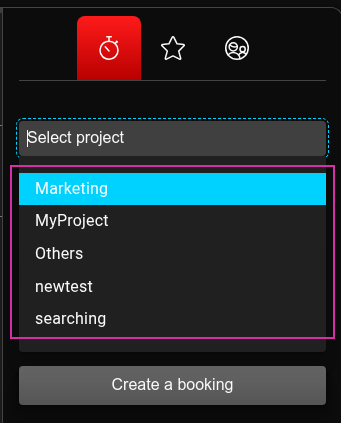 Select project
Marketing
MyProject
Others
newtest
searching
Create a booking